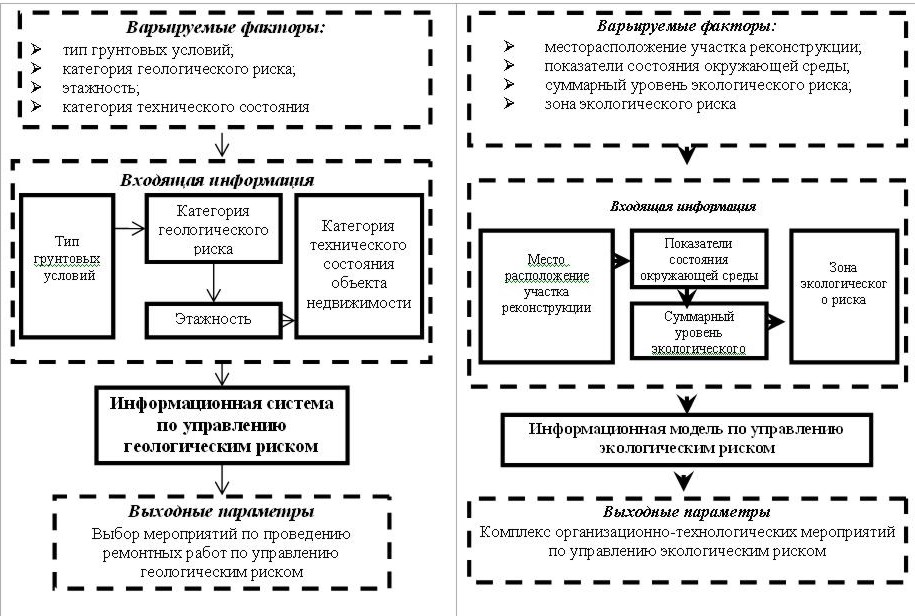 Варьируемые факторы:
тип грунтовых условий;
категория геологического риска;
этажность;
категория технического состояния
Входящая информация
Тип
грунтовых
условий
Категория
геологического
риска
Этажность
Категория
технического
состояния
объекта
недвижимости
Информационная система
по управлению
геологическим риском
Выходные параметры
Выбор мероприятий по проведению
ремонтных работ по управлению
геологическим риском
Варьируемые факторы:
месторасположение участка реконструкции;
показатели состояния окружающей среды;
суммарный уровень экологического риска;
зона экологического риска
Входящая информация
Место
расположение
участка
реконструкции
Показатели
состояния
окружающей среды
Суммарный
уровень
экологического
Зона
экологическог
о риска
Информационная модель по управлению
экологическим риском
Выходные параметры
Комплекс организационно-технологических мероприятий
по управлению экологическим риском